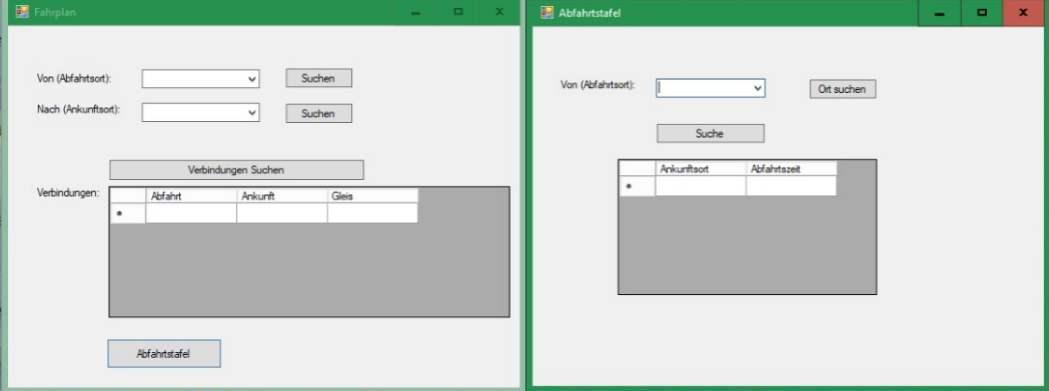 Fahrplan
Von (Abfahrtsort):
Suchen
Nach (Ankunftsort):
Suchen
Verbindungen Suchen
Verbindungen:
Abfahrt Ankunft Gleis
Abfahrtstafel
Abfahrtstafel
Von (Abfahrtsort):
Ort suchen
Suche
Ankunftsort Abfahrtszeit